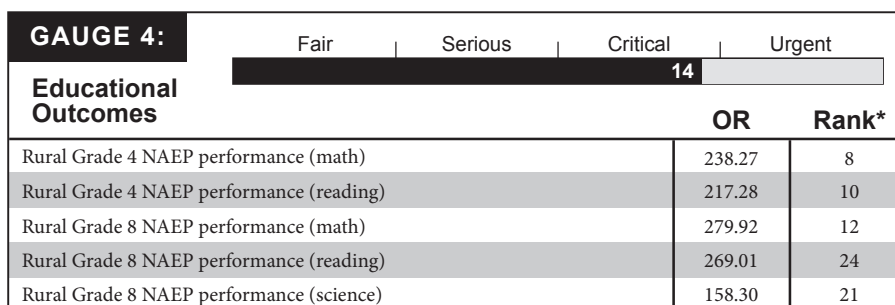 GAUGE 4:
Fair Serious Critical Urgent
14
Educational
Outcomes
OR Rank*
Rural Grade 4 NAEP performance (math) 238.27 8
Rural Grade 4 NAEP performance (reading) 217.28 10
Rural Grade 8 NAEP performance (math) 279.92 12
Rural Grade 8 NAEP performance (reading) 269.01 24
Rural Grade 8 NAEP performance (science) 158.30 21